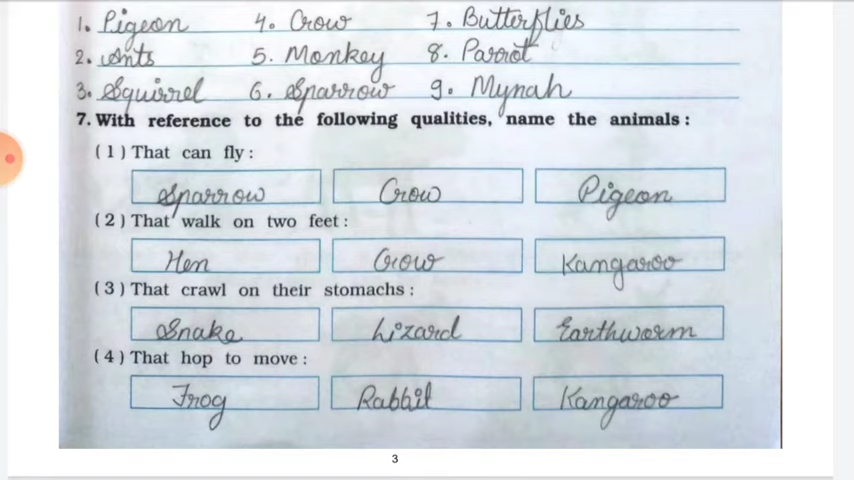 1. Pigeon 4. Crow 7. Butterflies
2. Ants 5. Monkey 8. Parrot
3. Squirrel 6. Sparrow 9. Mynah
7. With reference to the following qualities, name the animals :
( 1 ) That can fly :
Sparrow Crow Pigeon
( 2 ) That walk on two feet :
Hen Crow Kangaroo
( 3 ) That crawl on their stomachs :
Snake Lizard Earthworm
( 4 ) That hop to move :
Frog Rabbit Kangaroo
3